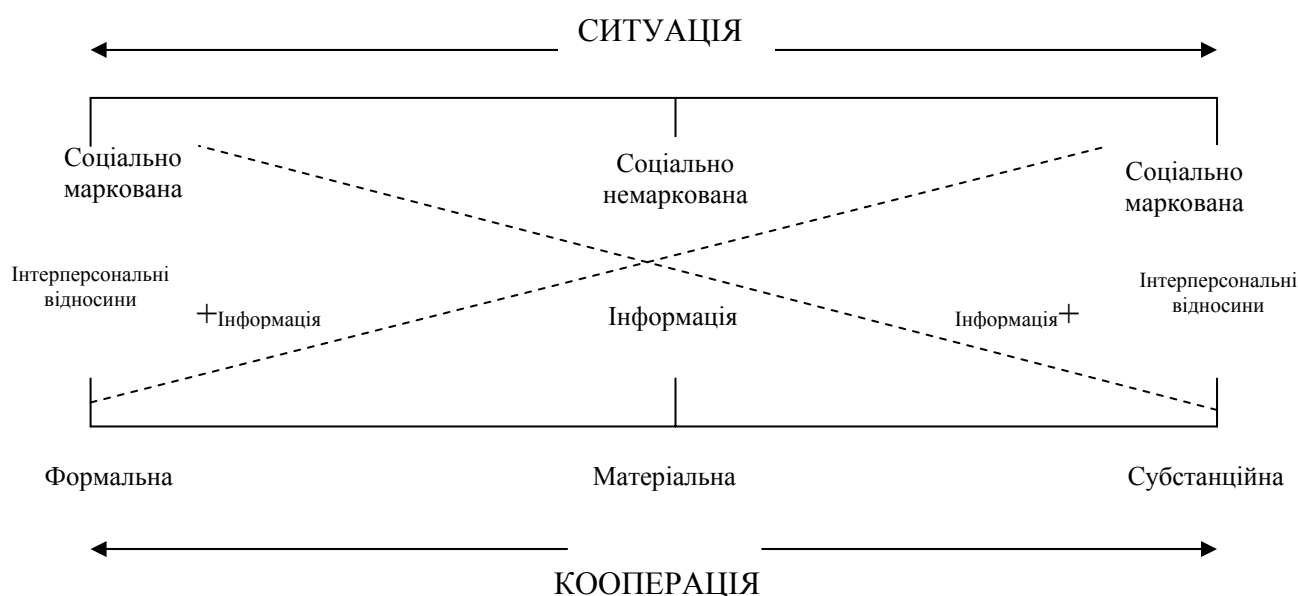 СИТУАЦІЯ
Соціально
маркована
Соціально
немаркована
Соціально
маркована
Інтерперсональні
відносини
+Інформація
Інформація
Інформація+
Інтерперсональні
відносини
Формальна
Матеріальна
Субстанційна
КООПЕРАЦІЯ